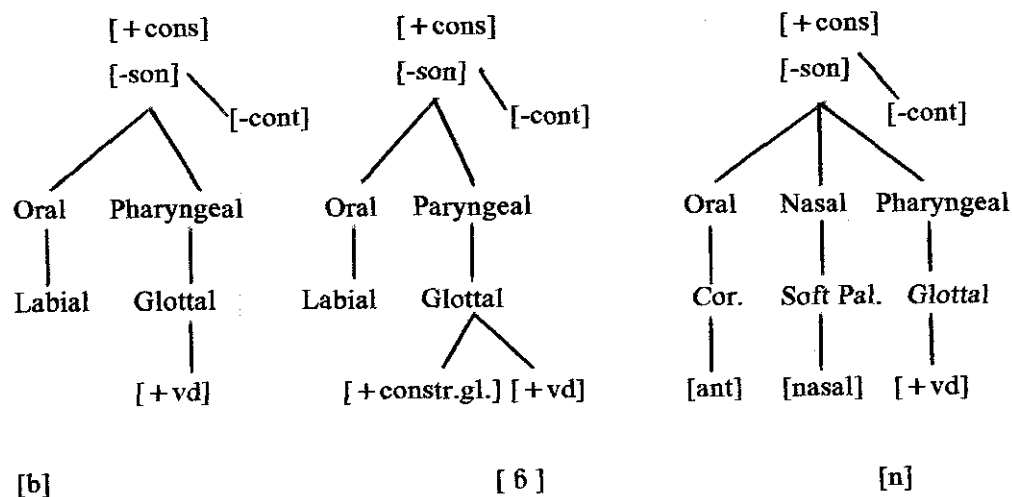 [+cons] [+cons] [+cons]
[-son] [-son] [-son]
[-cont] [-cont] [-cont]
Oral Pharyngeal Oral Paryngeal Oral Nasal Pharyngeal
Labial Glottal Labial Glottal Cor. Soft Pal. Glottal
[+vd] [+constr.gl.] [+vd] [ant] [nasal] [+vd]
[b] [ɓ] [n]